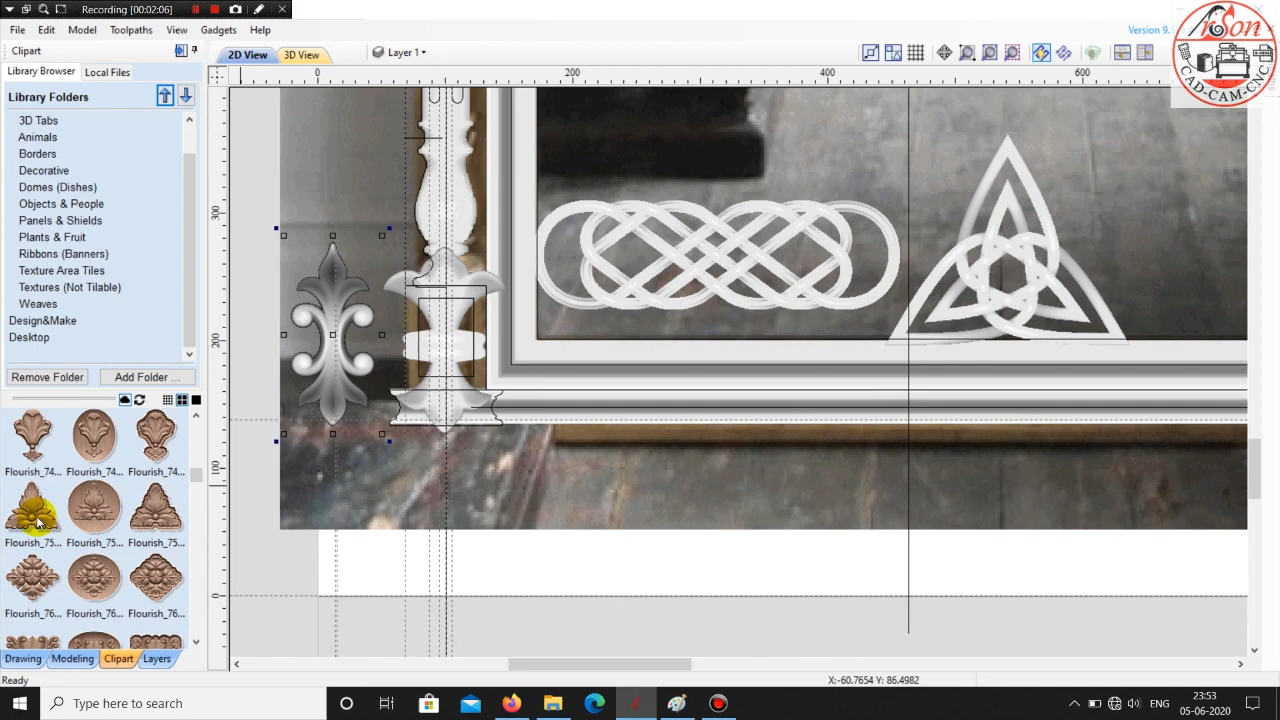 Recording [00:02:06]
File Edit Model Toolpaths View Gadgets Help
Version 9.
Clipart
2D View 3D View Layer 1
Library Browser Local Files
CAD-CAM-CNC
Library Folders
0 200 400 600
3D Tabs
Animals
Borders
Decorative
Domes (Dishes)
Objects & People
Panels & Shields
Plants & Fruit
Ribbons (Banners)
Texture Area Tiles
Textures (Not Tilable)
Weaves
Design&Make
Desktop
300
200
100
0
Remove Folder Add Folder ...
Flourish_74... Flourish_74... Flourish_74...
Flourish_75... Flourish_75... Flourish_75...
Flourish_76... Flourish_76... Flourish_76...
Drawing Modeling Clipart Layers
Ready
X:-60.7654 Y: 86.4982
Type here to search
ENG
23:53
05-06-2020